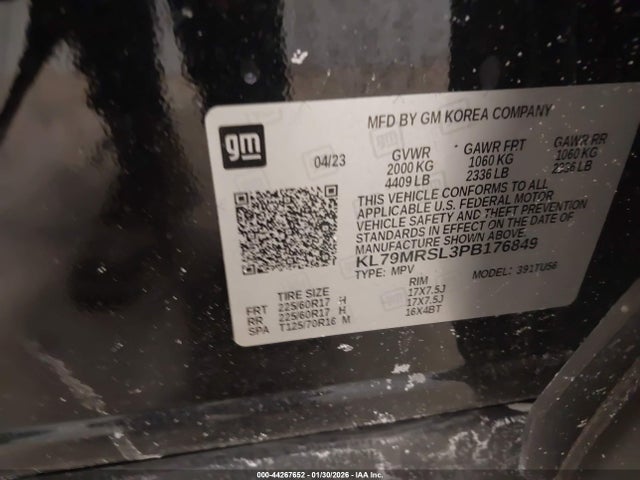 MFD BY GM KOREA COMPANY
gm
04/23
GVWR GAWR FPT GAWR RR
2000 KG 1060 KG 1060 KG
4409 LB 2336 LB 2336 LB
THIS VEHICLE CONFORMS TO ALL
APPLICABLE U.S. FEDERAL MOTOR
VEHICLE SAFETY AND THEFT PREVENTION
STANDARDS IN EFFECT ON THE DATE OF
MANUFACTURE SHOWN ABOVE.
KL79MRSL3PB176849
TYPE: MPV MODEL: 391TU56
TIRE SIZE RIM
FRT 225/60R17 H 17X7.5J
RR 225/60R17 H 17X7.5J
SPA T125/70R16 M 16X4BT
000-44267652 - 01/30/2026 - IAA Inc.